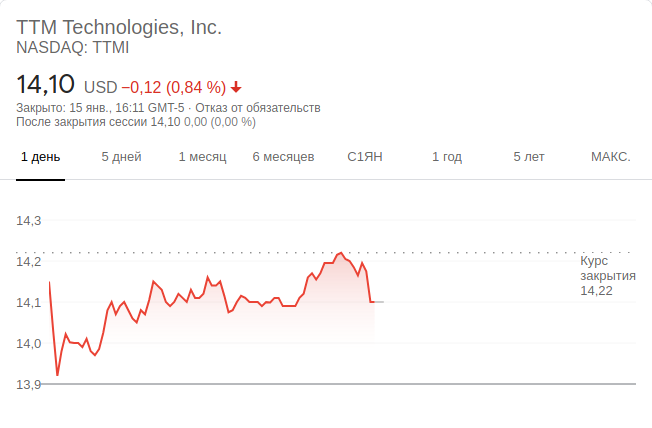 TTM Technologies, Inc.
NASDAQ: TTMI
14,10 USD −0,12 (0,84 %)
Закрыто: 15 янв., 16:11 GMT-5 · Отказ от обязательств
После закрытия сессии 14,10 0,00 (0,00 %)
1 день 5 дней 1 месяц 6 месяцев С1ЯН 1 год 5 лет МАКС.
14,3
14,2
14,1
14,0
13,9
Курс
закрытия
14,22